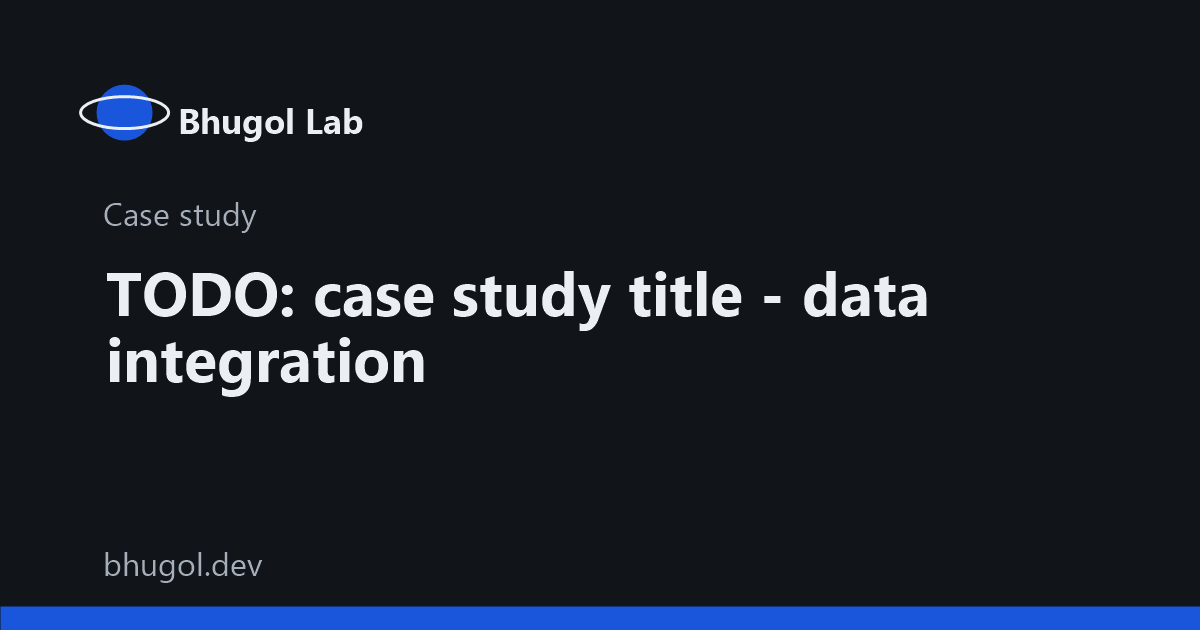 Bhugol Lab
Case study
TODO: case study title - data
integration
bhugol.dev